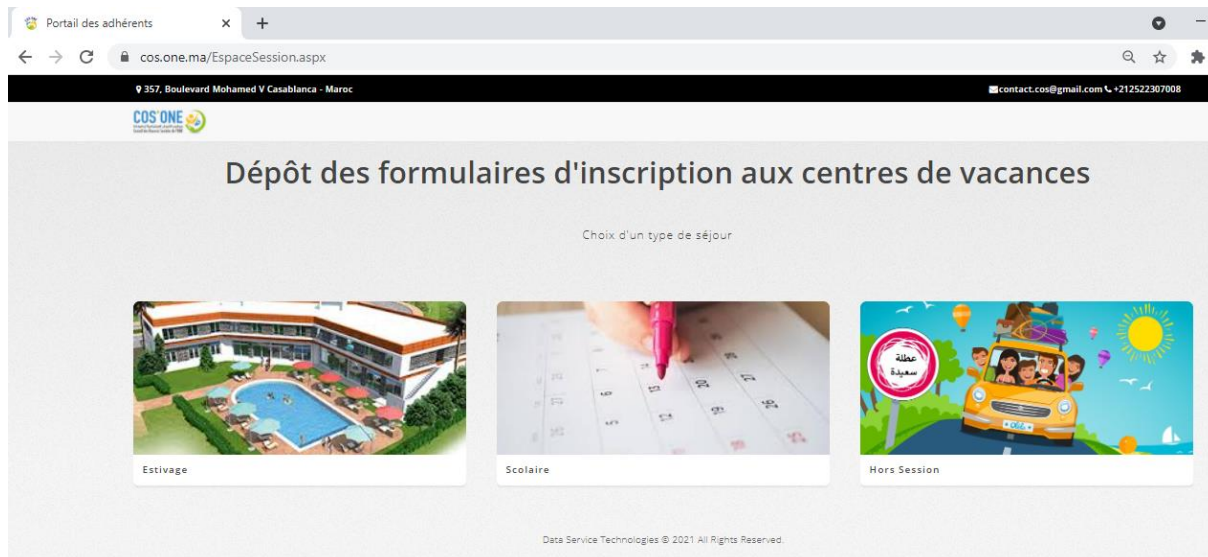 Portail des adhérents
cos.one.ma/EspaceSession.aspx
357, Boulevard Mohamed V Casablanca - Maroc
contact.cos@gmail.com +212522307008
COS'ONE
Dépôt des formulaires d'inscription aux centres de vacances
Choix d'un type de séjour
عطلة
سعيدة
Estivage
Scolaire
Hors Session
Data Service Technologies © 2021 All Rights Reserved.